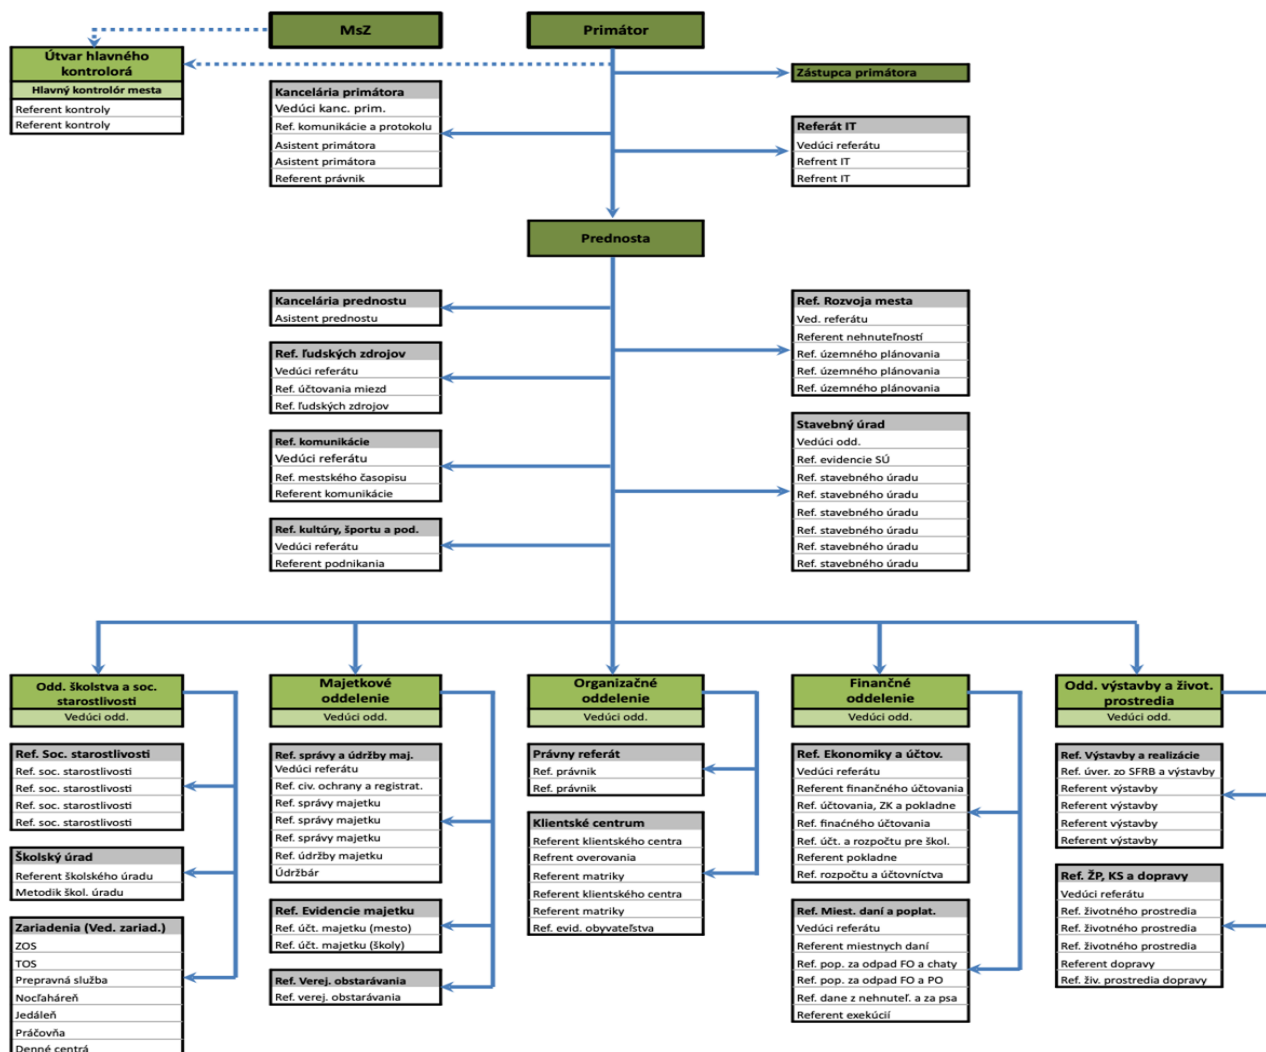 MsZ
Primátor
Útvar hlavného
kontrolorá
Hlavný kontrolór mesta
Referent kontroly
Referent kontroly
Kancelária primátora
Vedúci kanc. prim.
Ref. komunikácie a protokolu
Asistent primátora
Asistent primátora
Referent právnik
Zástupca primátora
Referát IT
Vedúci referátu
Refrent IT
Refrent IT
Prednosta
Kancelária prednostu
Asistent prednostu
Ref. ľudských zdrojov
Vedúci referátu
Ref. účtovania miezd
Ref. ľudských zdrojov
Ref. komunikácie
Vedúci referátu
Ref. mestského časopisu
Referent komunikácie
Ref. kultúry, športu a pod.
Vedúci referátu
Referent podnikania
Ref. Rozvoja mesta
Ved. referátu
Referent nehnuteľností
Ref. územného plánovania
Ref. územného plánovania
Ref. územného plánovania
Stavebný úrad
Vedúci odd.
Ref. evidencie SÚ
Ref. stavebného úradu
Ref. stavebného úradu
Ref. stavebného úradu
Ref. stavebného úradu
Ref. stavebného úradu
Ref. stavebného úradu
Odd. školstva a soc.
starostlivosti
Vedúci odd.
Ref. Soc. starostlivosti
Ref. soc. starostlivosti
Ref. soc. starostlivosti
Ref. soc. starostlivosti
Ref. soc. starostlivosti
Školský úrad
Referent školského úradu
Metodik škol. úradu
Zariadenia (Ved. zariad.)
ZOS
TOS
Prepravná služba
Nocľaháreň
Jedáleň
Práčovňa
Denné centrá
Majetkové
oddelenie
Vedúci odd.
Ref. správy a údržby maj.
Vedúci referátu
Ref. civ. ochrany a registrat.
Ref. správy majetku
Ref. správy majetku
Ref. správy majetku
Ref. údržby majetku
Údržbár
Ref. Evidencie majetku
Ref. účt. majetku (mesto)
Ref. účt. majetku (školy)
Ref. Verej. obstarávania
Ref. verej. obstarávania
Organizačné
oddelenie
Vedúci odd.
Právny referát
Ref. právnik
Ref. právnik
Klientské centrum
Referent klientského centra
Refrent overovania
Referent matriky
Referent klientského centra
Referent matriky
Ref. evid. obyvateľstva
Finančné
oddelenie
Vedúci odd.
Ref. Ekonomiky a účtov.
Vedúci referátu
Referent finančného účtovania
Ref. účtovania, ZK a pokladne
Ref. finaćného účtovania
Ref. účt. a rozpočtu pre škol.
Referent pokladne
Ref. rozpočtu a účtovníctva
Ref. Miest. daní a poplat.
Vedúci referátu
Referent miestnych daní
Ref. pop. za odpad FO a chaty
Ref. pop. za odpad FO a PO
Ref. dane z nehnuteľ. a za psa
Referent exekúcií
Odd. výstavby a život.
prostredia
Vedúci odd.
Ref. Výstavby a realizácie
Ref. úver. zo SFRB a výstavby
Referent výstavby
Referent výstavby
Referent výstavby
Referent výstavby
Ref. ŽP, KS a dopravy
Vedúci referátu
Ref. životného prostredia
Ref. životného prostredia
Ref. životného prostredia
Referent dopravy
Ref. živ. prostredia dopravy